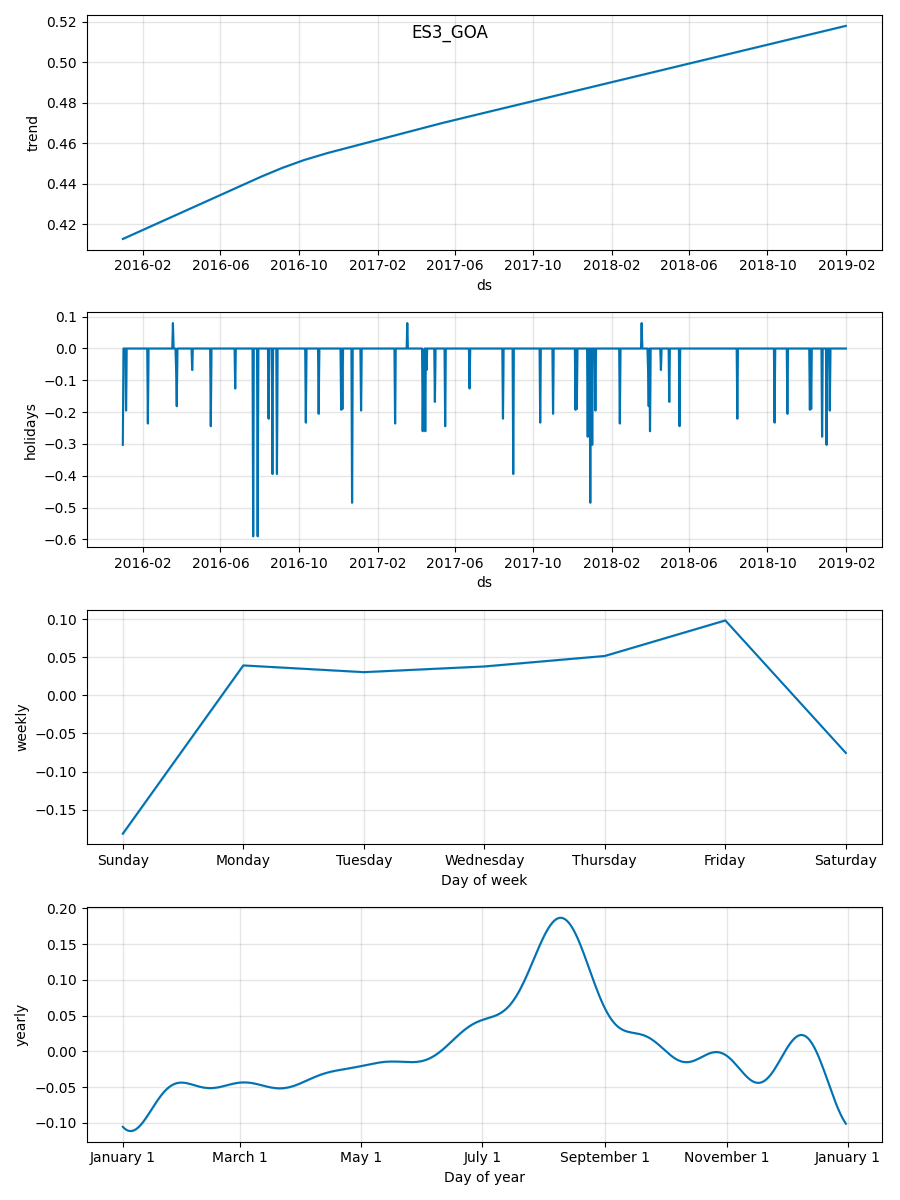 ES3_GOA
0.52
0.50
0.48
0.46
0.44
0.42
trend
2016-02 2016-06 2016-10 2017-02 2017-06 2017-10 2018-02 2018-06 2018-10 2019-02
ds
0.1
0.0
−0.1
−0.2
−0.3
−0.4
−0.5
−0.6
holidays
2016-02 2016-06 2016-10 2017-02 2017-06 2017-10 2018-02 2018-06 2018-10 2019-02
ds
0.10
0.05
0.00
−0.05
−0.10
−0.15
weekly
Sunday Monday Tuesday Wednesday Thursday Friday Saturday
Day of week
0.20
0.15
0.10
0.05
0.00
−0.05
−0.10
yearly
January 1 March 1 May 1 July 1 September 1 November 1 January 1
Day of year